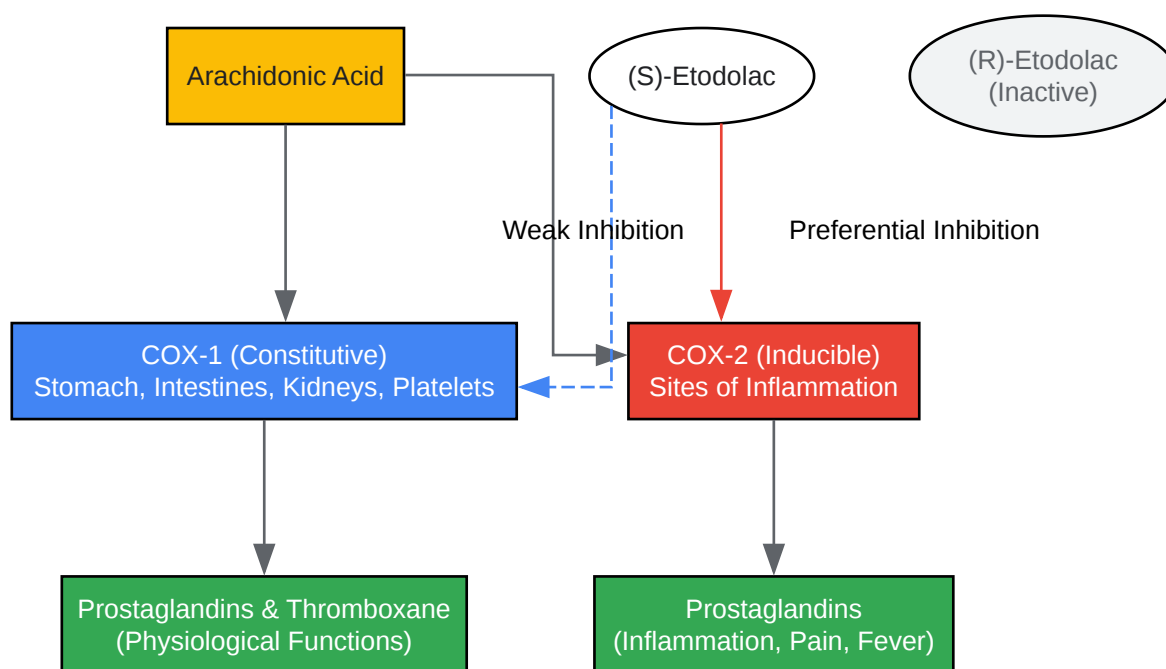 Arachidonic Acid
(S)-Etodolac
(R)-Etodolac
(Inactive)
Weak Inhibition
Preferential Inhibition
COX-1 (Constitutive)
Stomach, Intestines, Kidneys, Platelets
COX-2 (Inducible)
Sites of Inflammation
Prostaglandins & Thromboxane
(Physiological Functions)
Prostaglandins
(Inflammation, Pain, Fever)